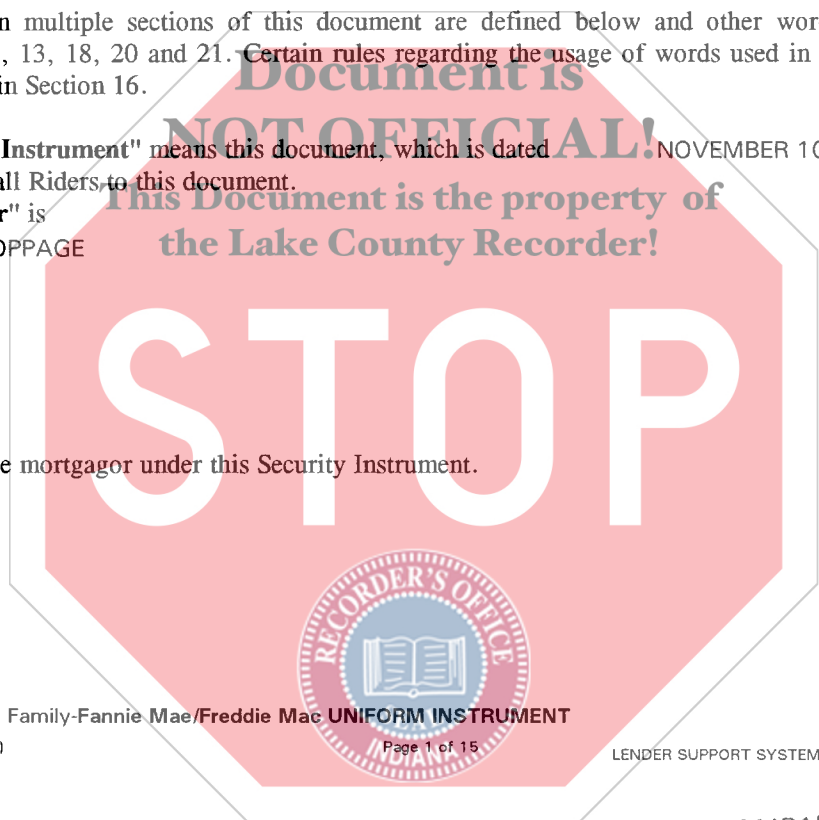 multiple sections of this document are defined below and other
13, 18, 20 and 21. Certain rules regarding the usage of words used in
in Section 16.
Document is
NOT OFFICIAL!
Instrument" means this document, which is dated NOVEMBER 10
all Riders to this document.
This Document is the property of
r" is
OPPAGE
the Lake County Recorder!
STOP
e mortgagor under this Security Instrument.
RECORDER'S OFFICE
SEAL
INDIANA
Family-Fannie Mae/Freddie Mac UNIFORM INSTRUMENT
Page 1 of 15
LENDER SUPPORT SYSTEM